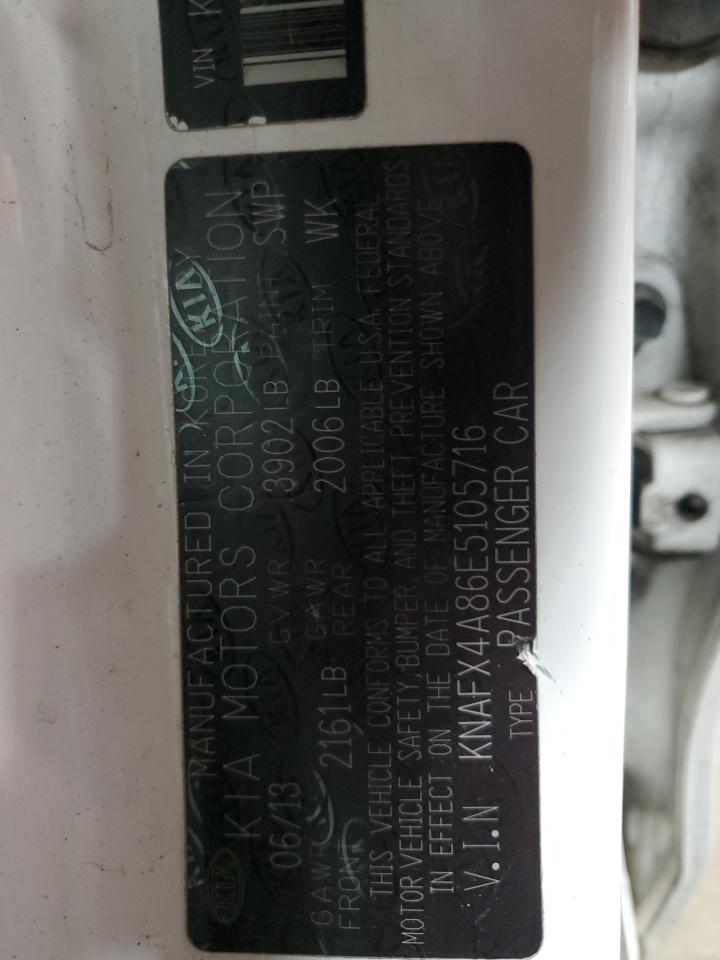 VIN K
MANUFACTURED IN KOREA
KIA MOTORS CORPORATION
06/13 GVWR 3902LB PAINT SWP
GAWR 2161LB GAWR 2006LB TRIM WK
FRONT REAR
THIS VEHICLE CONFORMS TO ALL APPLICABLE U.S.A. FEDERAL
MOTOR VEHICLE SAFETY, BUMPER, AND THEFT PREVENTION STANDARDS
IN EFFECT ON THE DATE OF MANUFACTURE SHOWN ABOVE
V.I.N KNAFX4A86E5105716
TYPE PASSENGER CAR
KIA